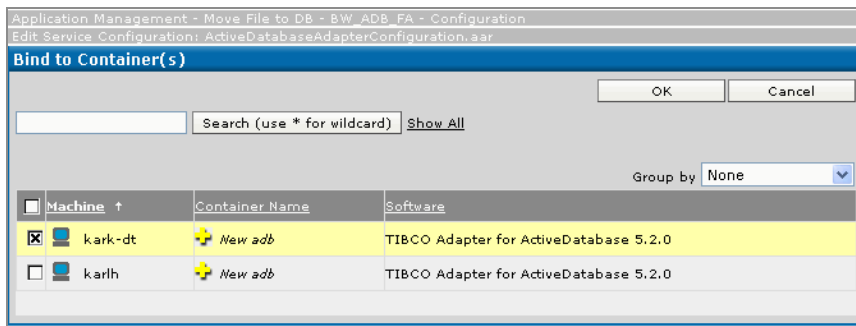 Application Management - Move File to DB - BW_ADB_FA - Configuration
Edit Service Configuration: ActiveDatabaseAdapterConfiguration.aar
Bind to Container(s)
OK Cancel
Search (use * for wildcard) Show All
Group by None
Machine ↑ Container Name Software
kark-dt New adb TIBCO Adapter for ActiveDatabase 5.2.0
karlh New adb TIBCO Adapter for ActiveDatabase 5.2.0